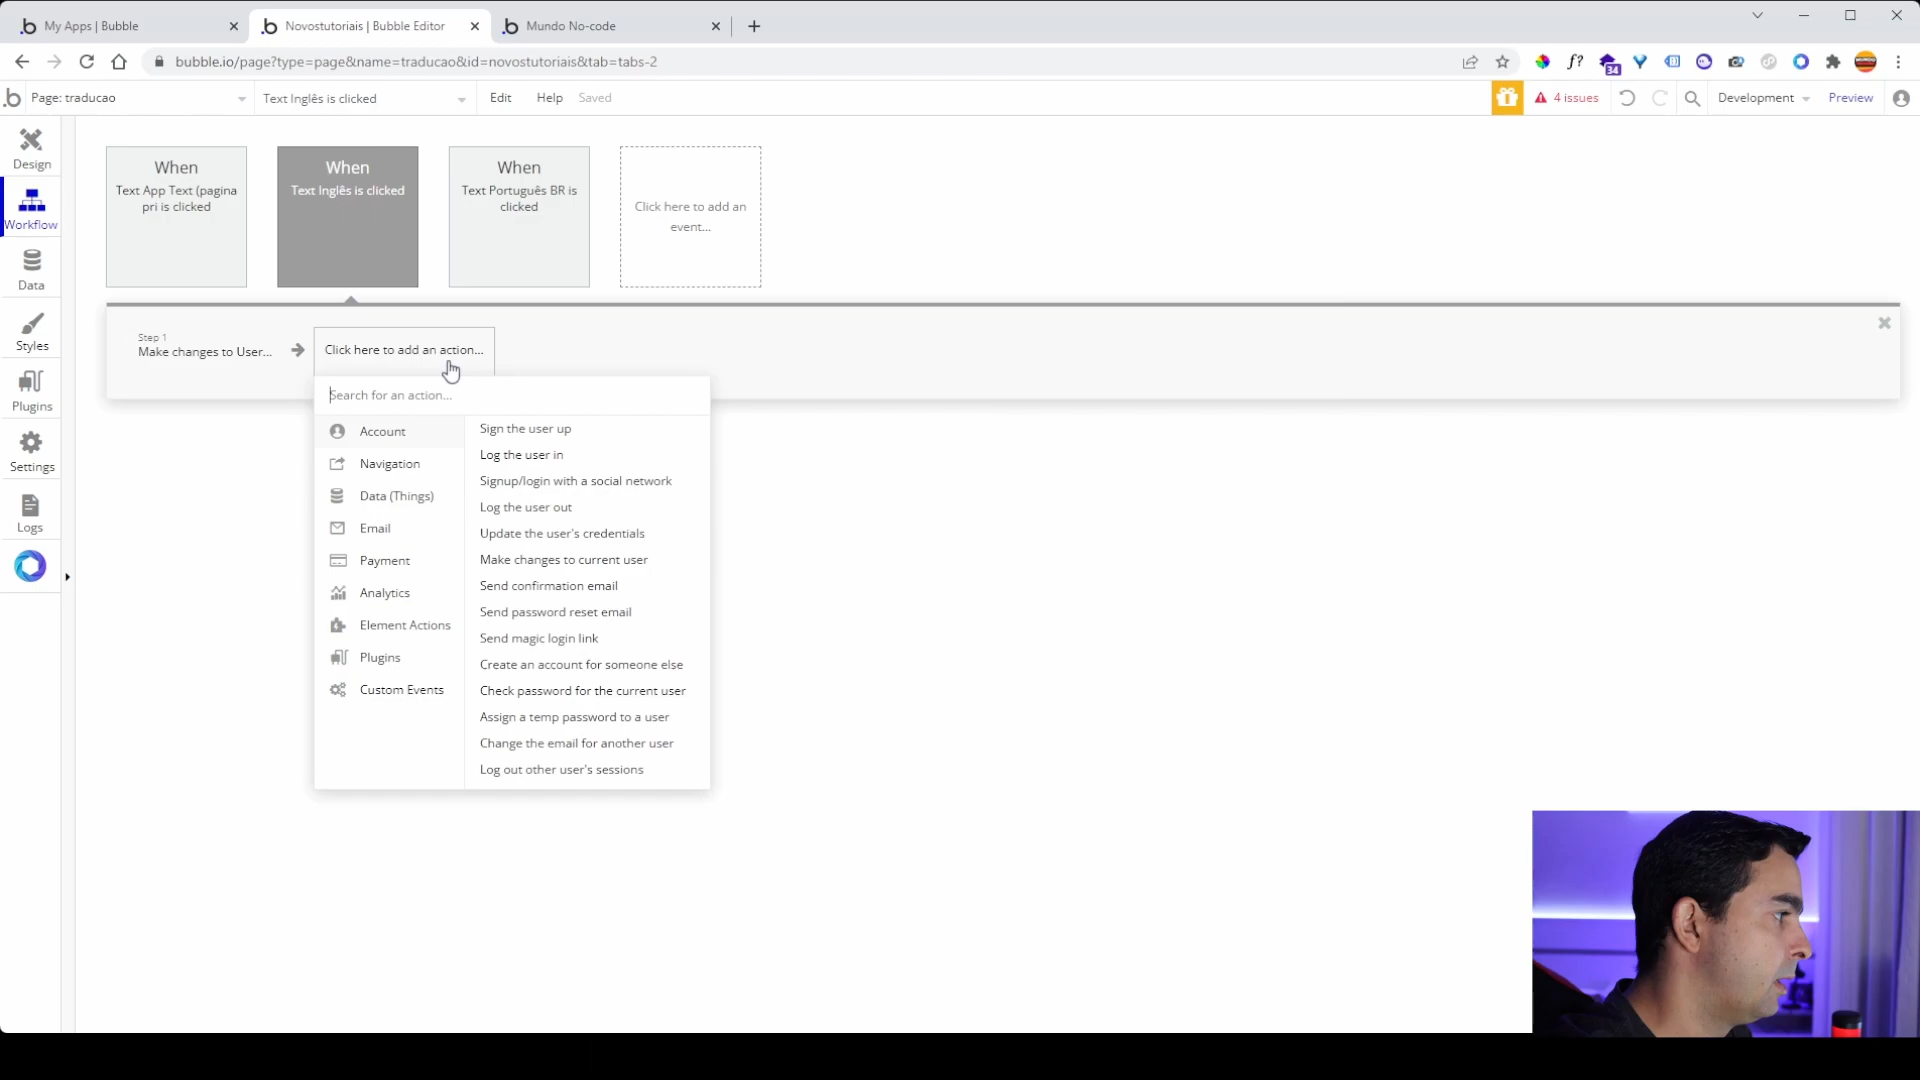 My Apps | Bubble
Novostutoriais | Bubble Editor
Mundo No-code
bubble.io/page?type=page&name=traducao&id=novostutoriais&tab=tabs-2
f?
34
Page: traducao
Text Inglês is clicked
Edit
Help
Saved
4 issues
Development
Preview
Design
Workflow
Data
Styles
Plugins
Settings
Logs
When
Text App Text (pagina
pri is clicked
When
Text Inglês is clicked
When
Text Português BR is
clicked
Click here to add an
event...
Step 1
Make changes to User...
Click here to add an action...
Search for an action...
Account
Navigation
Data (Things)
Email
Payment
Analytics
Element Actions
Plugins
Custom Events
Sign the user up
Log the user in
Signup/login with a social network
Log the user out
Update the user's credentials
Make changes to current user
Send confirmation email
Send password reset email
Send magic login link
Create an account for someone else
Check password for the current user
Assign a temp password to a user
Change the email for another user
Log out other user's sessions